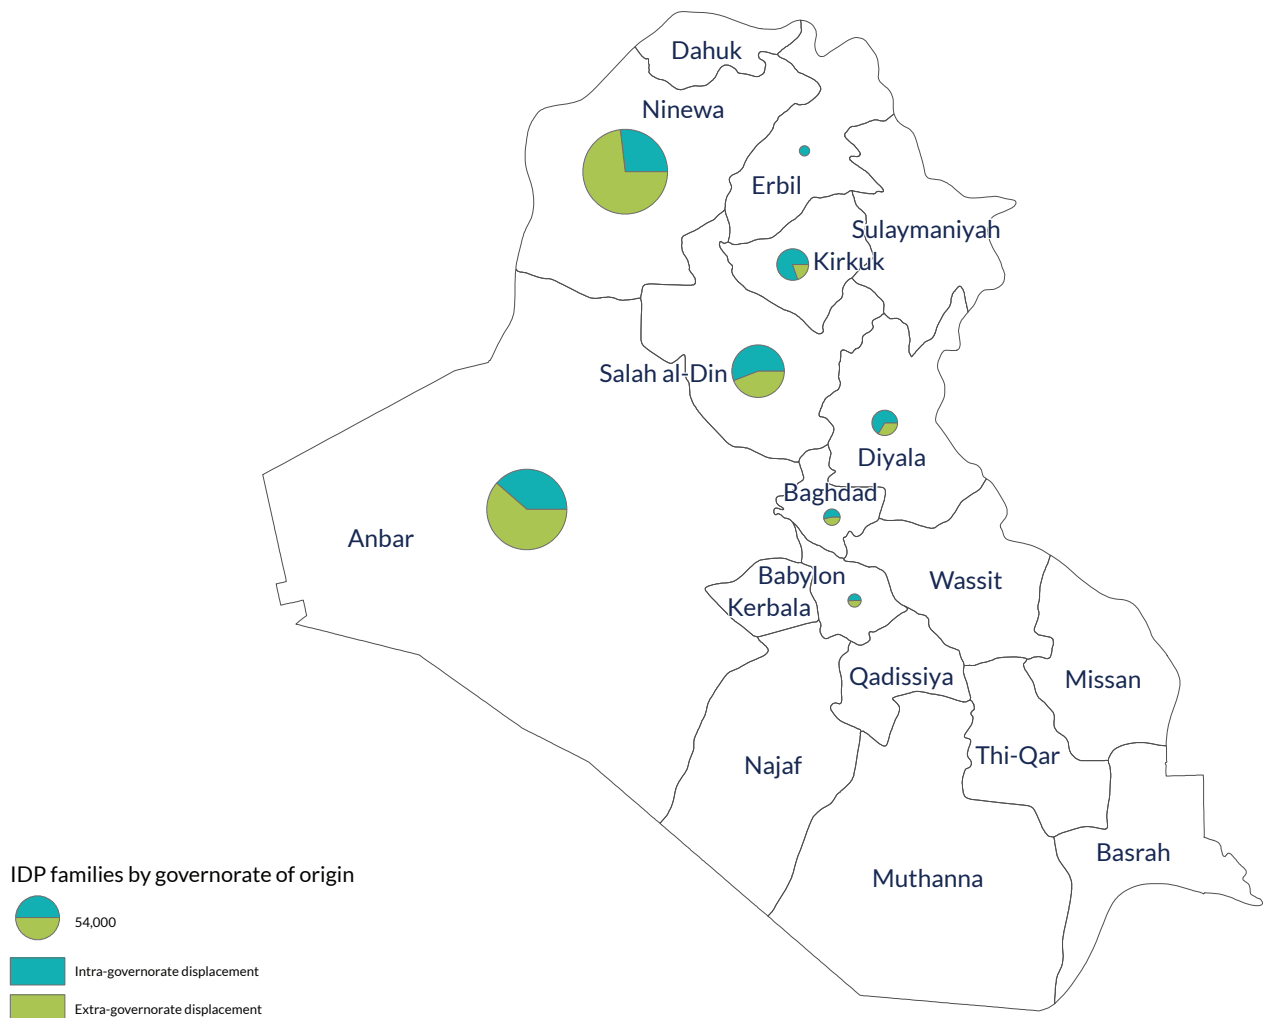 Dahuk
Ninewa
Erbil
Sulaymaniyah
Kirkuk
Salah al-Din
Diyala
Baghdad
Anbar
Babylon
Wassit
Kerbala
Qadissiya
Missan
Thi-Qar
Najaf
Basrah
Muthanna
IDP families by governorate of origin
54,000
Intra-governorate displacement
Extra-governorate displacement